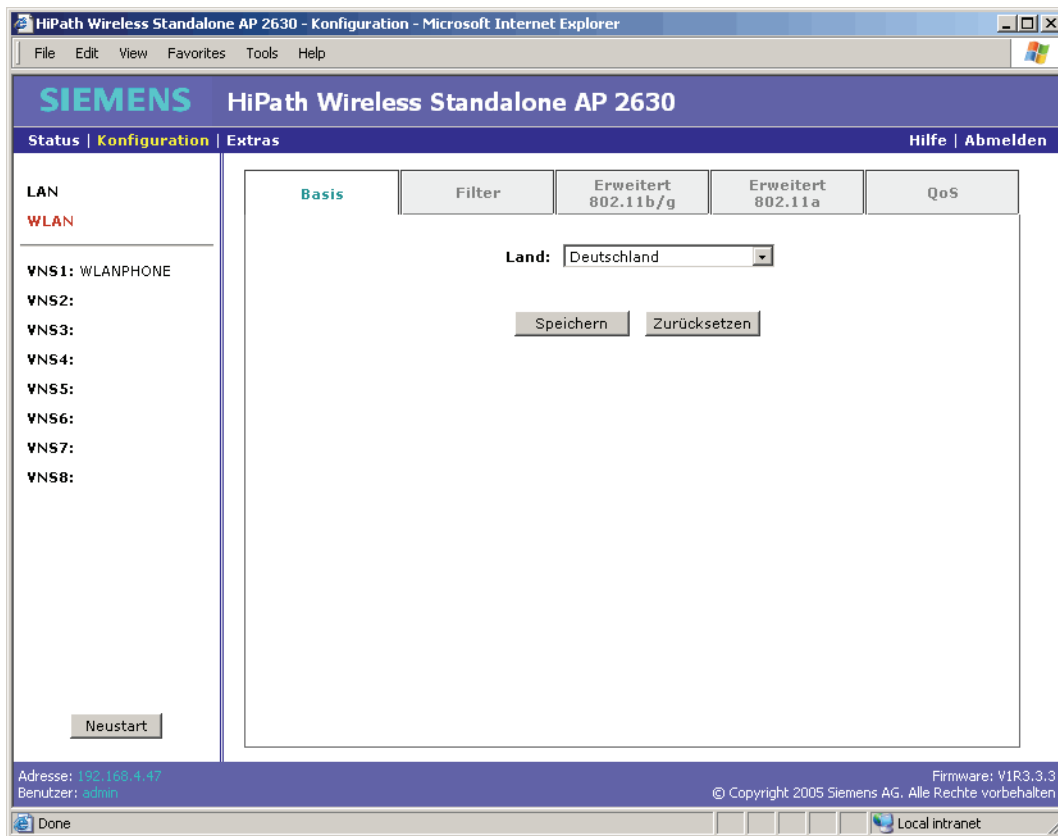 HiPath Wireless Standalone AP 2630 - Konfiguration - Microsoft Internet Explorer
File Edit View Favorites Tools Help
SIEMENS HiPath Wireless Standalone AP 2630
Status | Konfiguration | Extras Hilfe | Abmelden
LAN
WLAN
VNS1: WLANPHONE
VNS2:
VNS3:
VNS4:
VNS5:
VNS6:
VNS7:
VNS8:
Neustart
Basis
Filter
Erweitert
802.11b/g
Erweitert
802.11a
QoS
Land: Deutschland
Speichern Zurücksetzen
Adresse: 192.168.4.47
Benutzer: admin
Firmware: V1R3.3.3
© Copyright 2005 Siemens AG. Alle Rechte vorbehalten
Done Local intranet